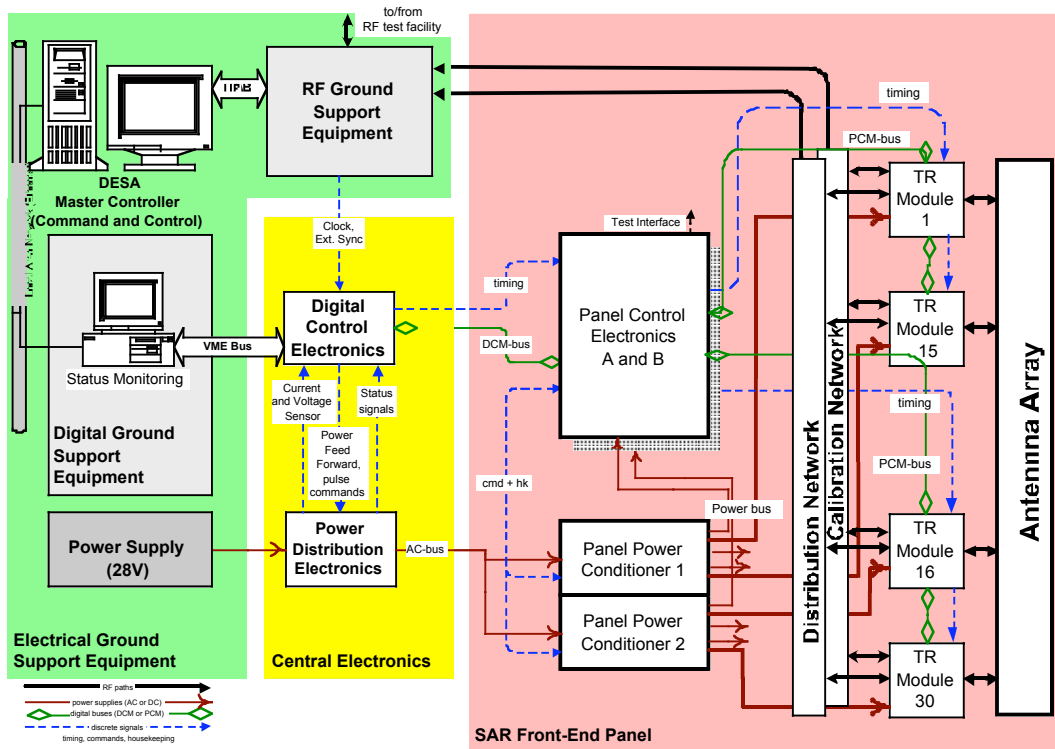 to/from
RF test facility
RF Ground
Support
Equipment
DESA
Master Controller
(Command and Control)
Clock,
Ext. Sync
Digital
Control
Electronics
VME Bus
Status Monitoring
Digital Ground
Support
Equipment
Current
and Voltage
Sensor
Status
signals
Power
Feed
Forward,
pulse
commands
Power Supply
(28V)
Power
Distribution
Electronics
AC-bus
Electrical Ground
Support Equipment
Central Electronics
timing
DCM-bus
cmd + hk
Test Interface
Panel Control
Electronics
A and B
Power bus
Panel Power
Conditioner 1
Panel Power
Conditioner 2
Distribution Network
Calibration Network
timing
PCM-bus
TR
Module
1
TR
Module
15
timing
PCM-bus
TR
Module
16
TR
Module
30
Antennna Array
RF paths
power supplies (AC or DC)
digital buses (DCM or PCM)
discrete signals
timing, commands, housekeeping
SAR Front-End Panel